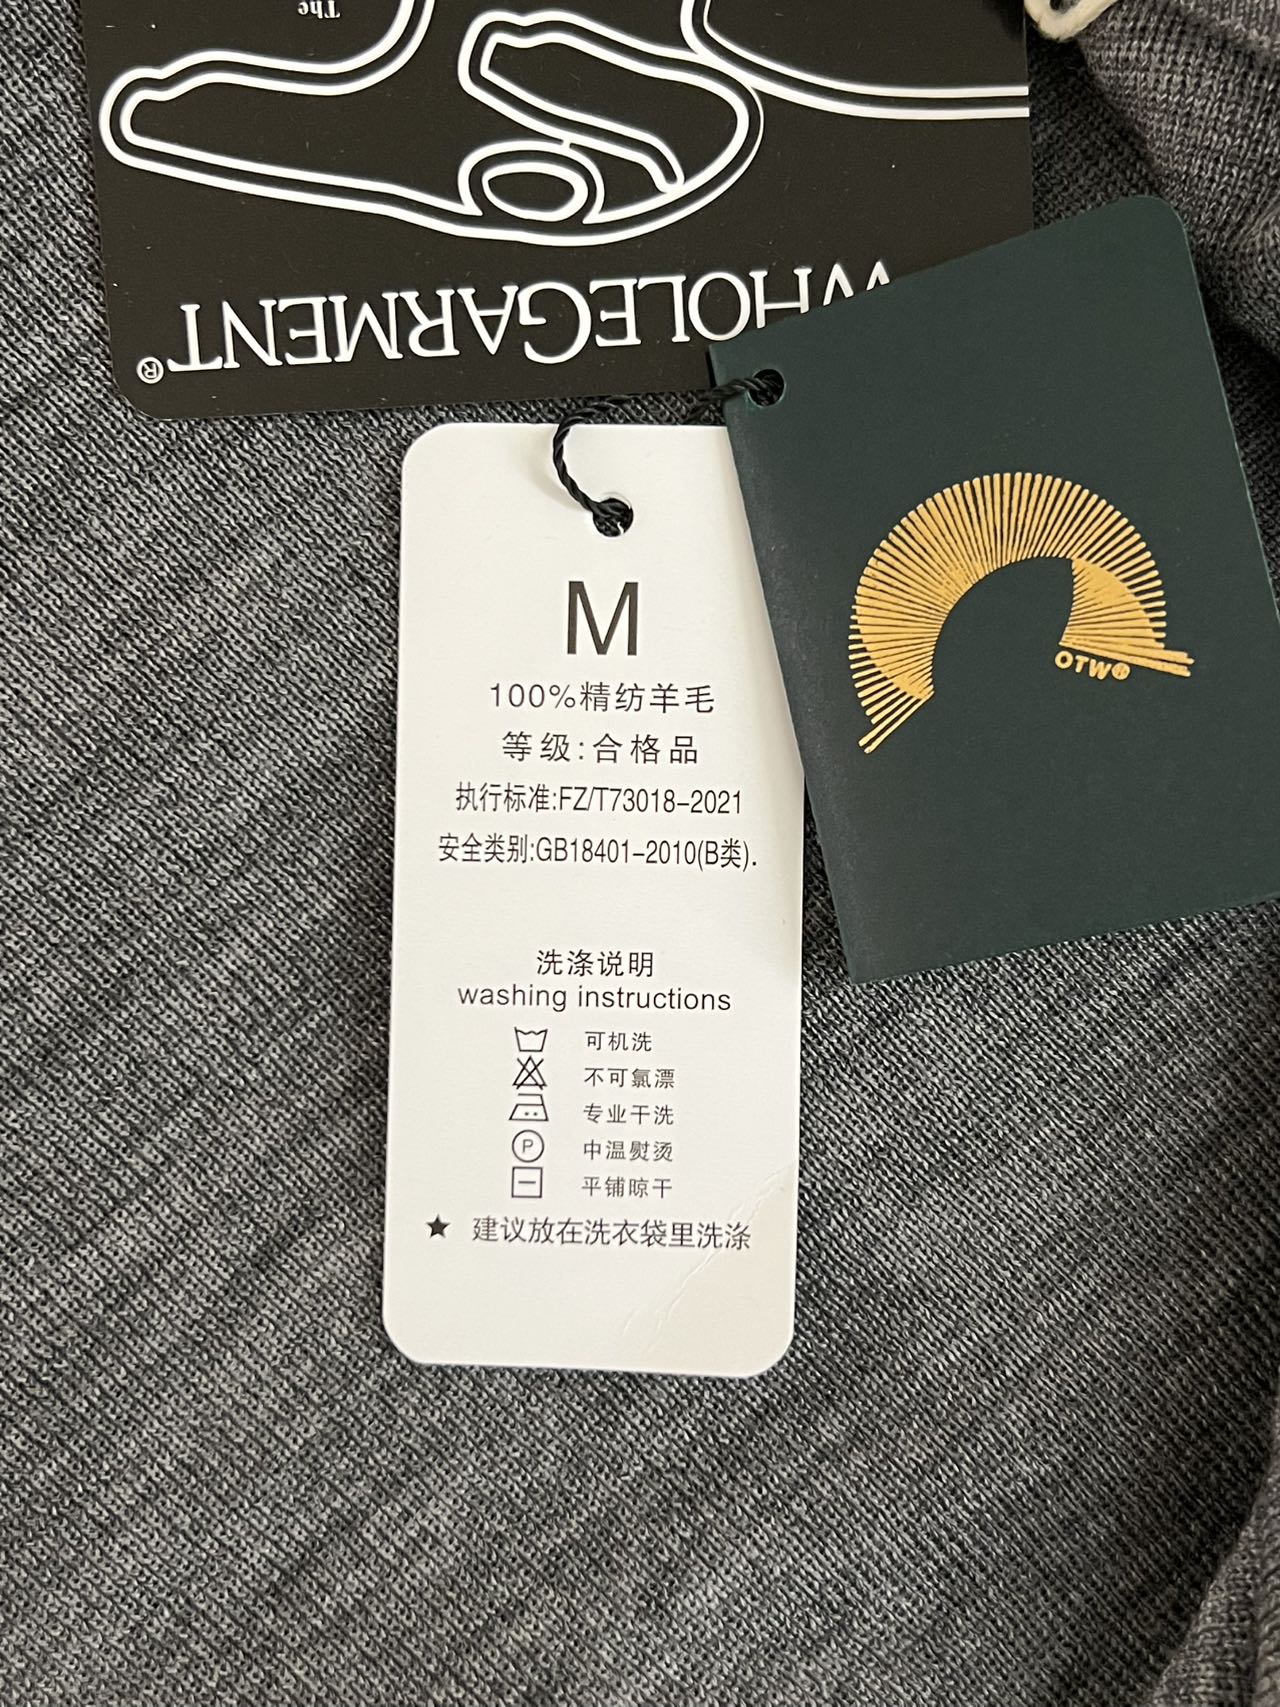 The
WHOLEGARMENT®
OTW
M
100%精纺羊毛
等级:合格品
执行标准:FZ/T73018-2021
安全类别:GB18401-2010(B类).
洗涤说明
washing instructions
可机洗
不可氯漂
专业干洗
P 中温熨烫
平铺晾干
★ 建议放在洗衣袋里洗涤